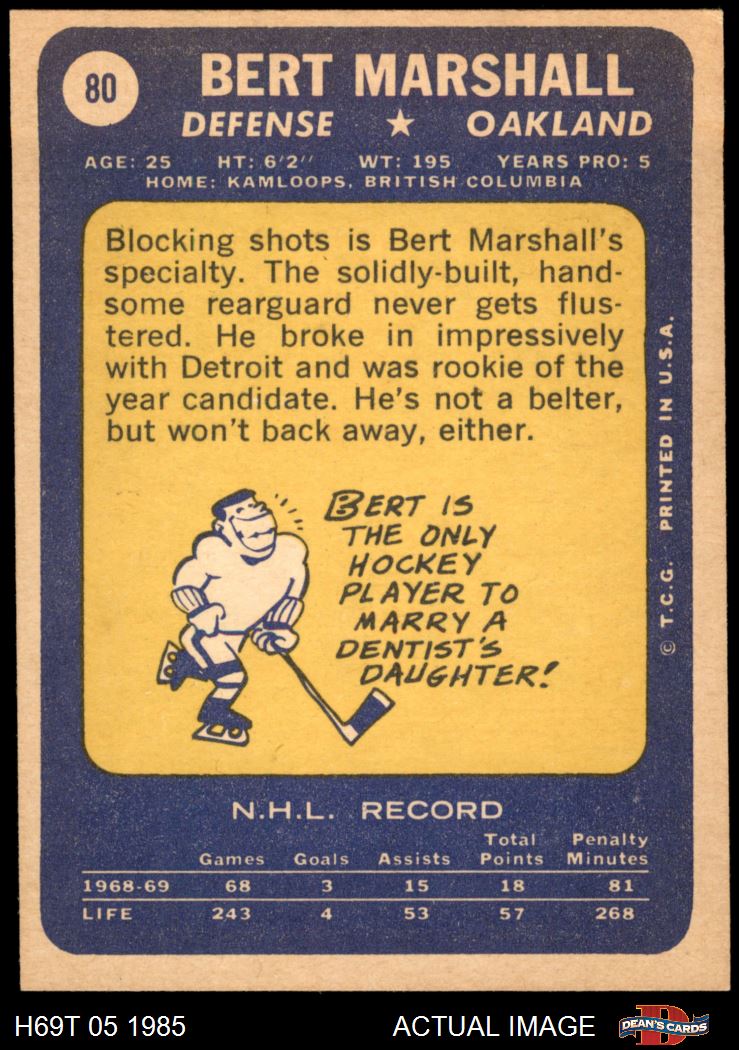 80
BERT MARSHALL
DEFENSE ★ OAKLAND
AGE: 25 HT: 6'2" WT: 195 YEARS PRO: 5
HOME: KAMLOOPS, BRITISH COLUMBIA
Blocking shots is Bert Marshall's
specialty. The solidly-built, hand-
some rearguard never gets flus-
tered. He broke in impressively
with Detroit and was rookie of the
year candidate. He's not a belter,
but won't back away, either.
BERT IS
THE ONLY
HOCKEY
PLAYER TO
MARRY A
DENTIST'S
DAUGHTER!
© T.C.G. PRINTED IN U.S.A.
N.H.L. RECORD
Games Goals Assists Total Points Penalty Minutes
1968-69 68 3 15 18 81
LIFE 243 4 53 57 268
H69T 05 1985 ACTUAL IMAGE
D
DEAN'S CARDS